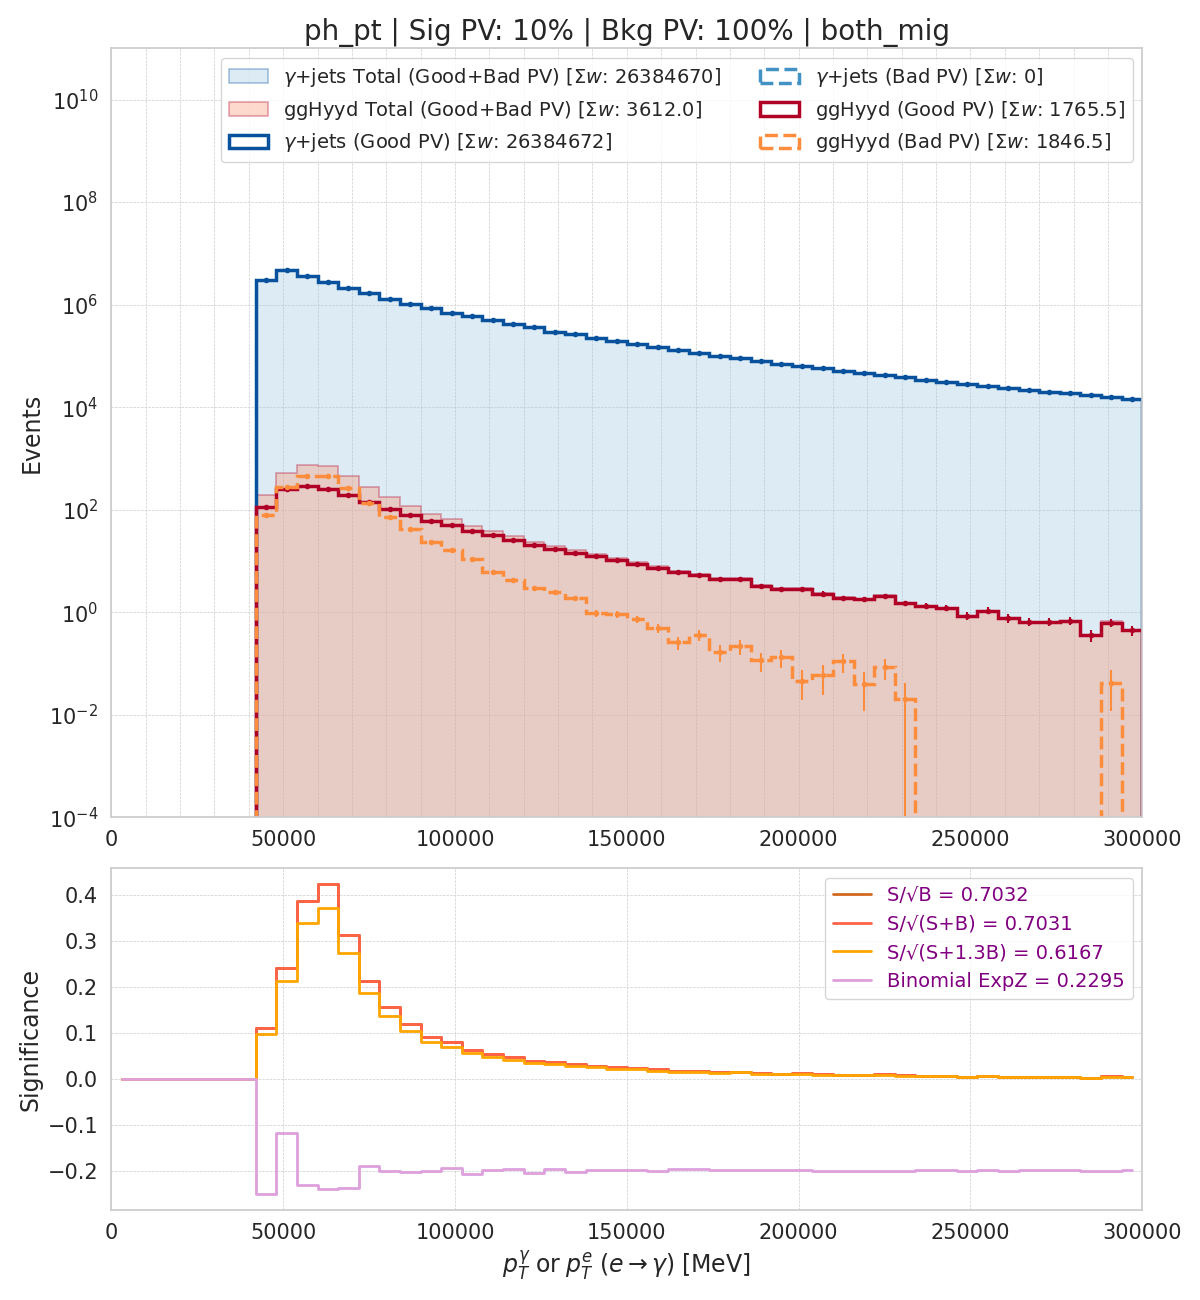 ph_pt | Sig PV: 10% | Bkg PV: 100% | both_mig
γ+jets Total (Good+Bad PV) [Σw: 26384670]
ggHyyd Total (Good+Bad PV) [Σw: 3612.0]
γ+jets (Good PV) [Σw: 26384672]
γ+jets (Bad PV) [Σw: 0]
ggHyyd (Good PV) [Σw: 1765.5]
ggHyyd (Bad PV) [Σw: 1846.5]
Events
10^10
10^8
10^6
10^4
10^2
10^0
10^−2
10^−4
0 50000 100000 150000 200000 250000 300000
Significance
0.4
0.3
0.2
0.1
0.0
−0.1
−0.2
S/√B = 0.7032
S/√(S+B) = 0.7031
S/√(S+1.3B) = 0.6167
Binomial ExpZ = 0.2295
0 50000 100000 150000 200000 250000 300000
p_T^γ or p_T^e (e→γ) [MeV]